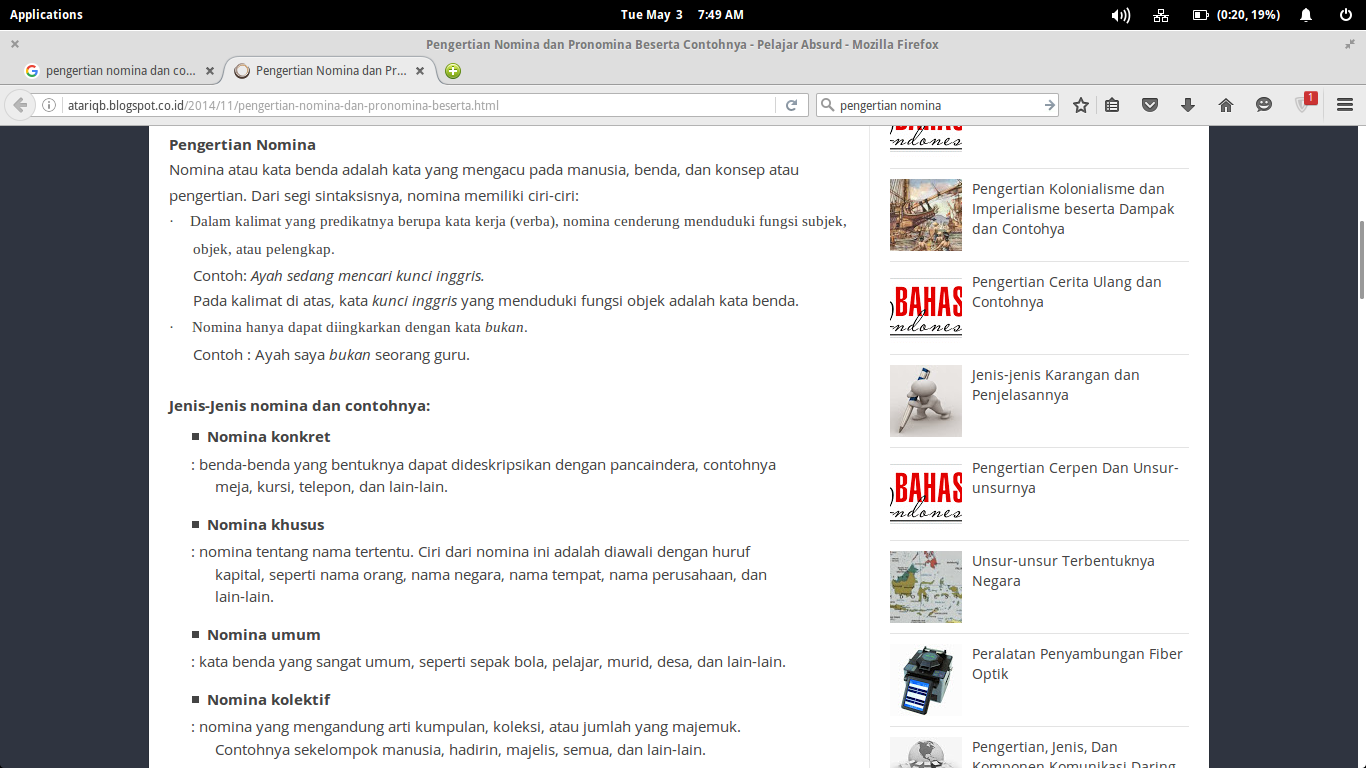 Applications
Tue May 3 7:49 AM
(0:20, 19%)
Pengertian Nomina dan Pronomina Beserta Contohnya - Pelajar Absurd - Mozilla Firefox
pengertian nomina dan co...
Pengertian Nomina dan Pr...
atariqb.blogspot.co.id/2014/11/pengertian-nomina-dan-pronomina-beserta.html
pengertian nomina
1
Pengertian Nomina
Nomina atau kata benda adalah kata yang mengacu pada manusia, benda, dan konsep atau
pengertian. Dari segi sintaksisnya, nomina memiliki ciri-ciri:
· Dalam kalimat yang predikatnya berupa kata kerja (verba), nomina cenderung menduduki fungsi subjek,
objek, atau pelengkap.
Contoh: Ayah sedang mencari kunci inggris.
Pada kalimat di atas, kata kunci inggris yang menduduki fungsi objek adalah kata benda.
· Nomina hanya dapat diingkarkan dengan kata bukan.
Contoh : Ayah saya bukan seorang guru.
Jenis-Jenis nomina dan contohnya:
▪ Nomina konkret
: benda-benda yang bentuknya dapat dideskripsikan dengan pancaindera, contohnya
meja, kursi, telepon, dan lain-lain.
▪ Nomina khusus
: nomina tentang nama tertentu. Ciri dari nomina ini adalah diawali dengan huruf
kapital, seperti nama orang, nama negara, nama tempat, nama perusahaan, dan
lain-lain.
▪ Nomina umum
: kata benda yang sangat umum, seperti sepak bola, pelajar, murid, desa, dan lain-lain.
▪ Nomina kolektif
: nomina yang mengandung arti kumpulan, koleksi, atau jumlah yang majemuk.
Contohnya sekelompok manusia, hadirin, majelis, semua, dan lain-lain.
BAHAS
ndones
Pengertian Kolonialisme dan
Imperialisme beserta Dampak
dan Contohya
BAHAS
ndones
Pengertian Cerita Ulang dan
Contohnya
Jenis-jenis Karangan dan
Penjelasannya
BAHAS
ndones
Pengertian Cerpen Dan Unsur-
unsurnya
Unsur-unsur Terbentuknya
Negara
Peralatan Penyambungan Fiber
Optik
Pengertian, Jenis, Dan
Komponen Komunikasi Daring